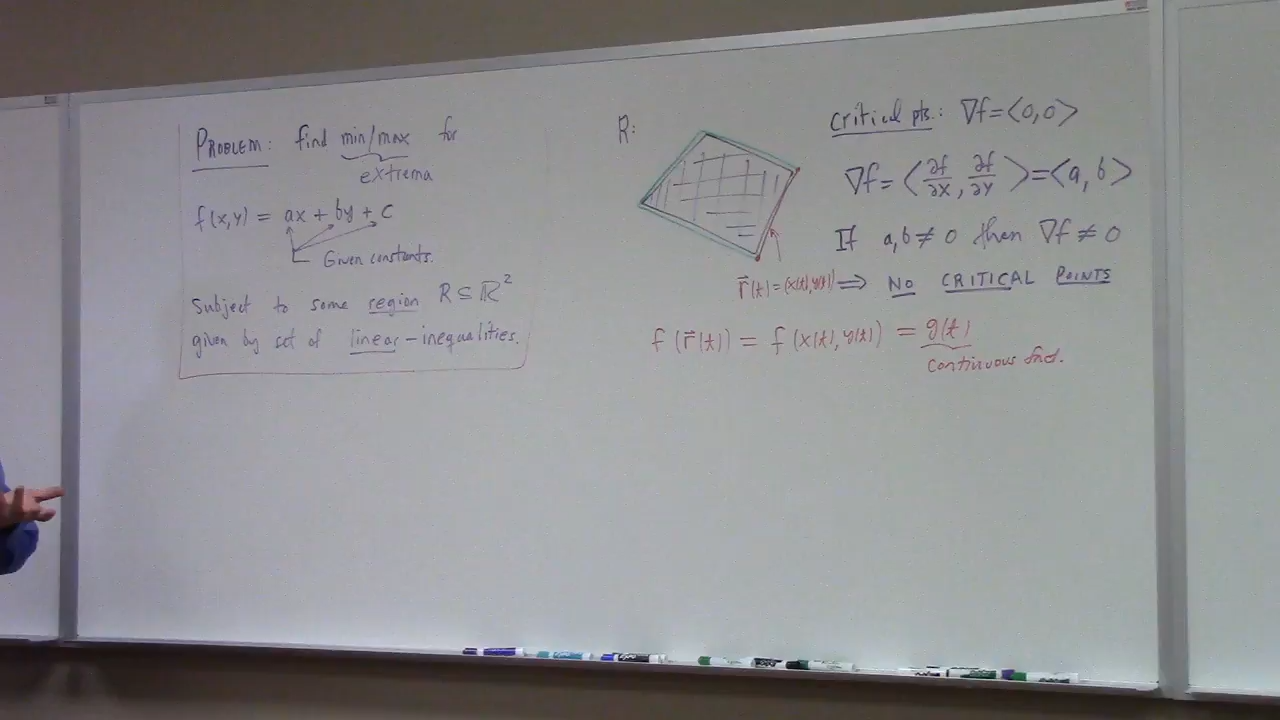 PROBLEM: find min/max for
extrema
f(x,y) = ax + by + c
Given constants.
Subject to some region R ⊆ ℝ²
given by set of linear-inequalities.
R:
r⃗(t) = (x(t), y(t))
Critical pts.: ∇f = <0,0>
∇f = <∂f/∂x, ∂f/∂y> = <a, b>
If a,b ≠ 0 then ∇f ≠ 0
⟹ NO CRITICAL POINTS
f(r⃗(t)) = f(x(t), y(t)) = g(t)
Continuous fnct.